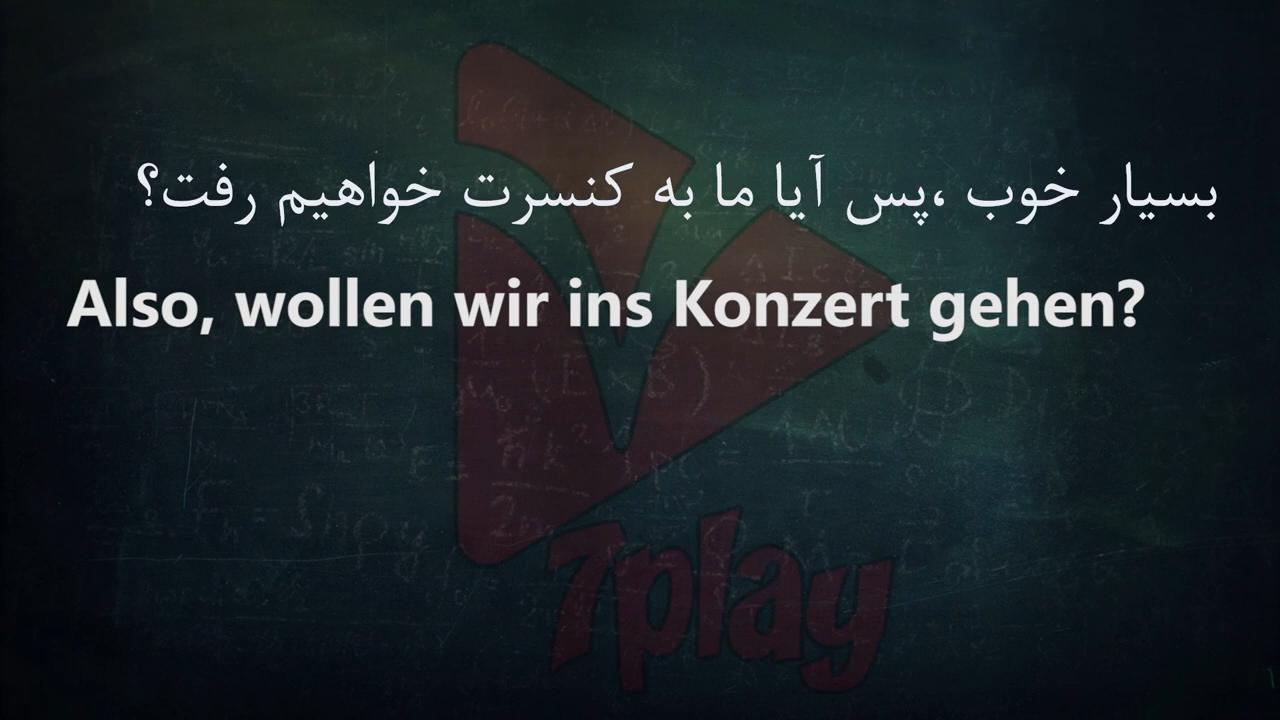 بسیار خوب ،پس آیا ما به کنسرت خواهیم رفت؟
Also, wollen wir ins Konzert gehen?
7play